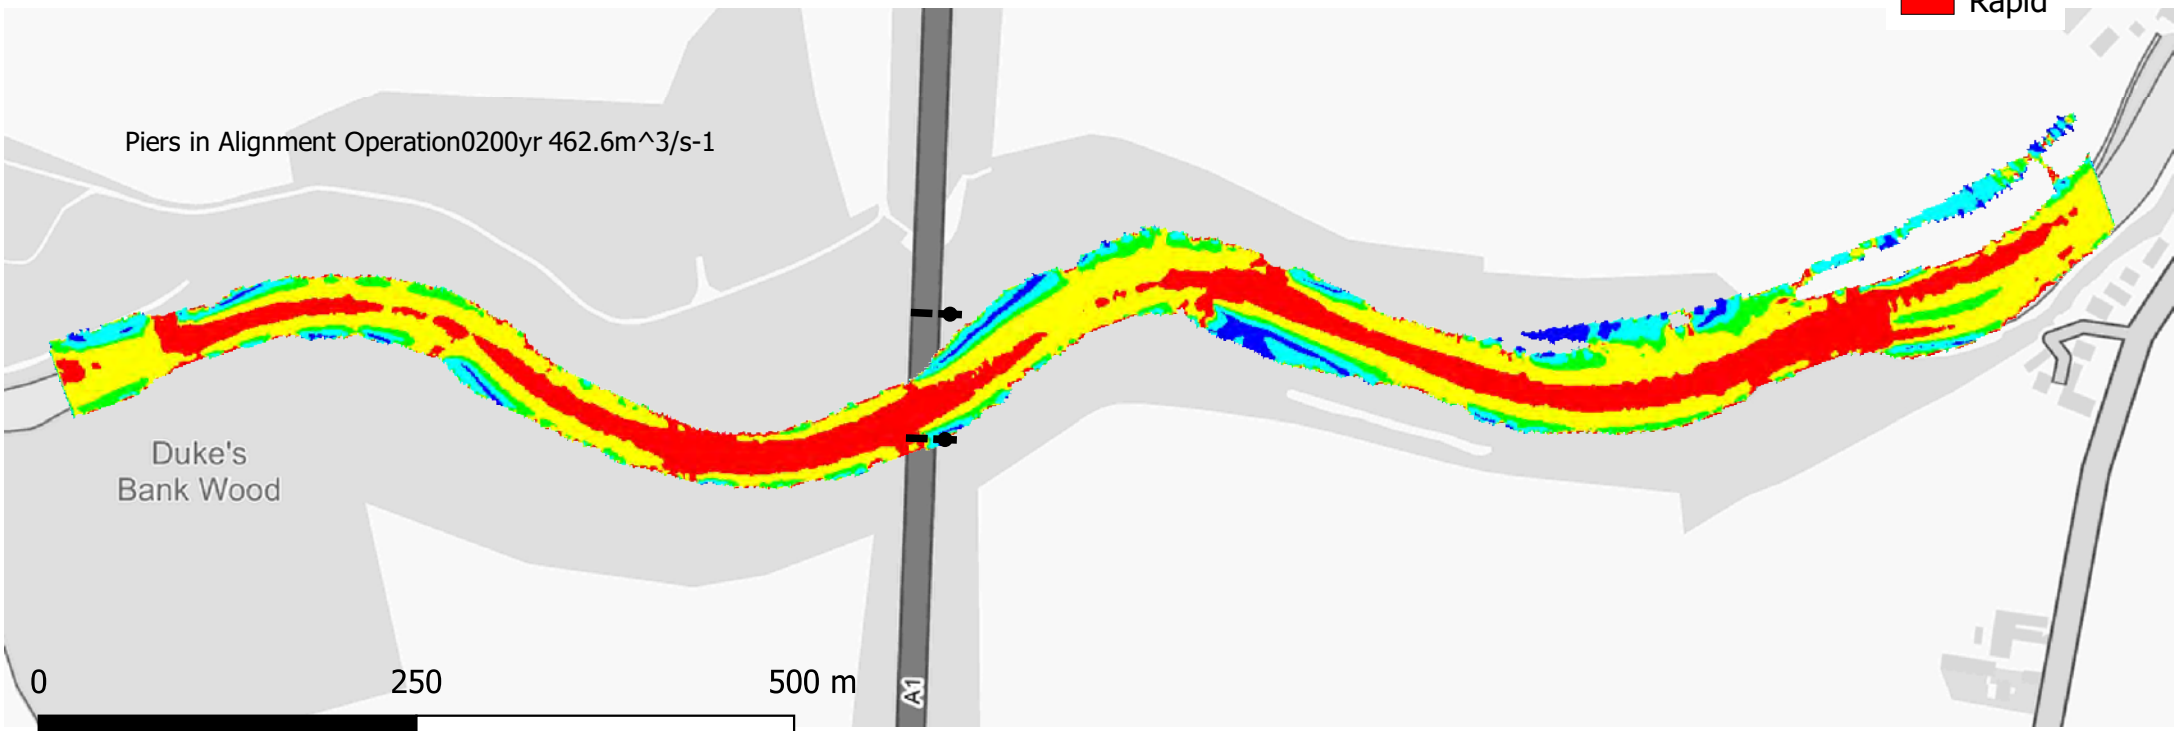 Rapid
Piers in Alignment Operation0200yr 462.6m^3/s-1
Duke's
Bank Wood
0 250 500 m
A1